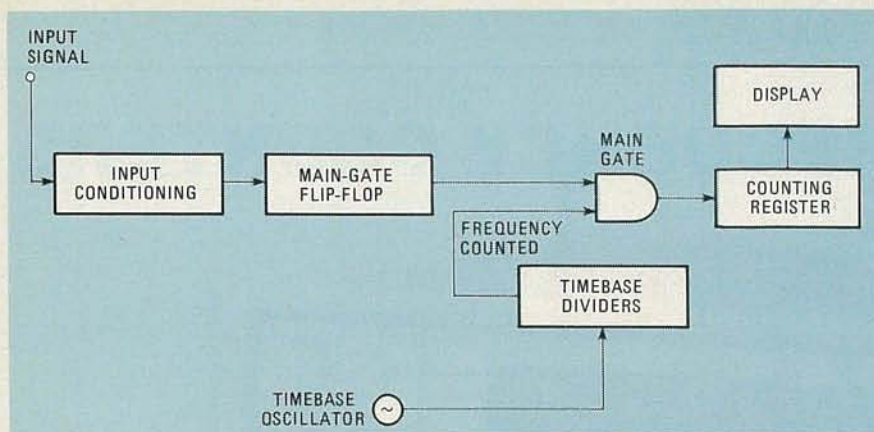 INPUT
SIGNAL
INPUT
CONDITIONING
MAIN-GATE
FLIP-FLOP
MAIN
GATE
DISPLAY
COUNTING
REGISTER
FREQUENCY
COUNTED
TIMEBASE
DIVIDERS
TIMEBASE
OSCILLATOR